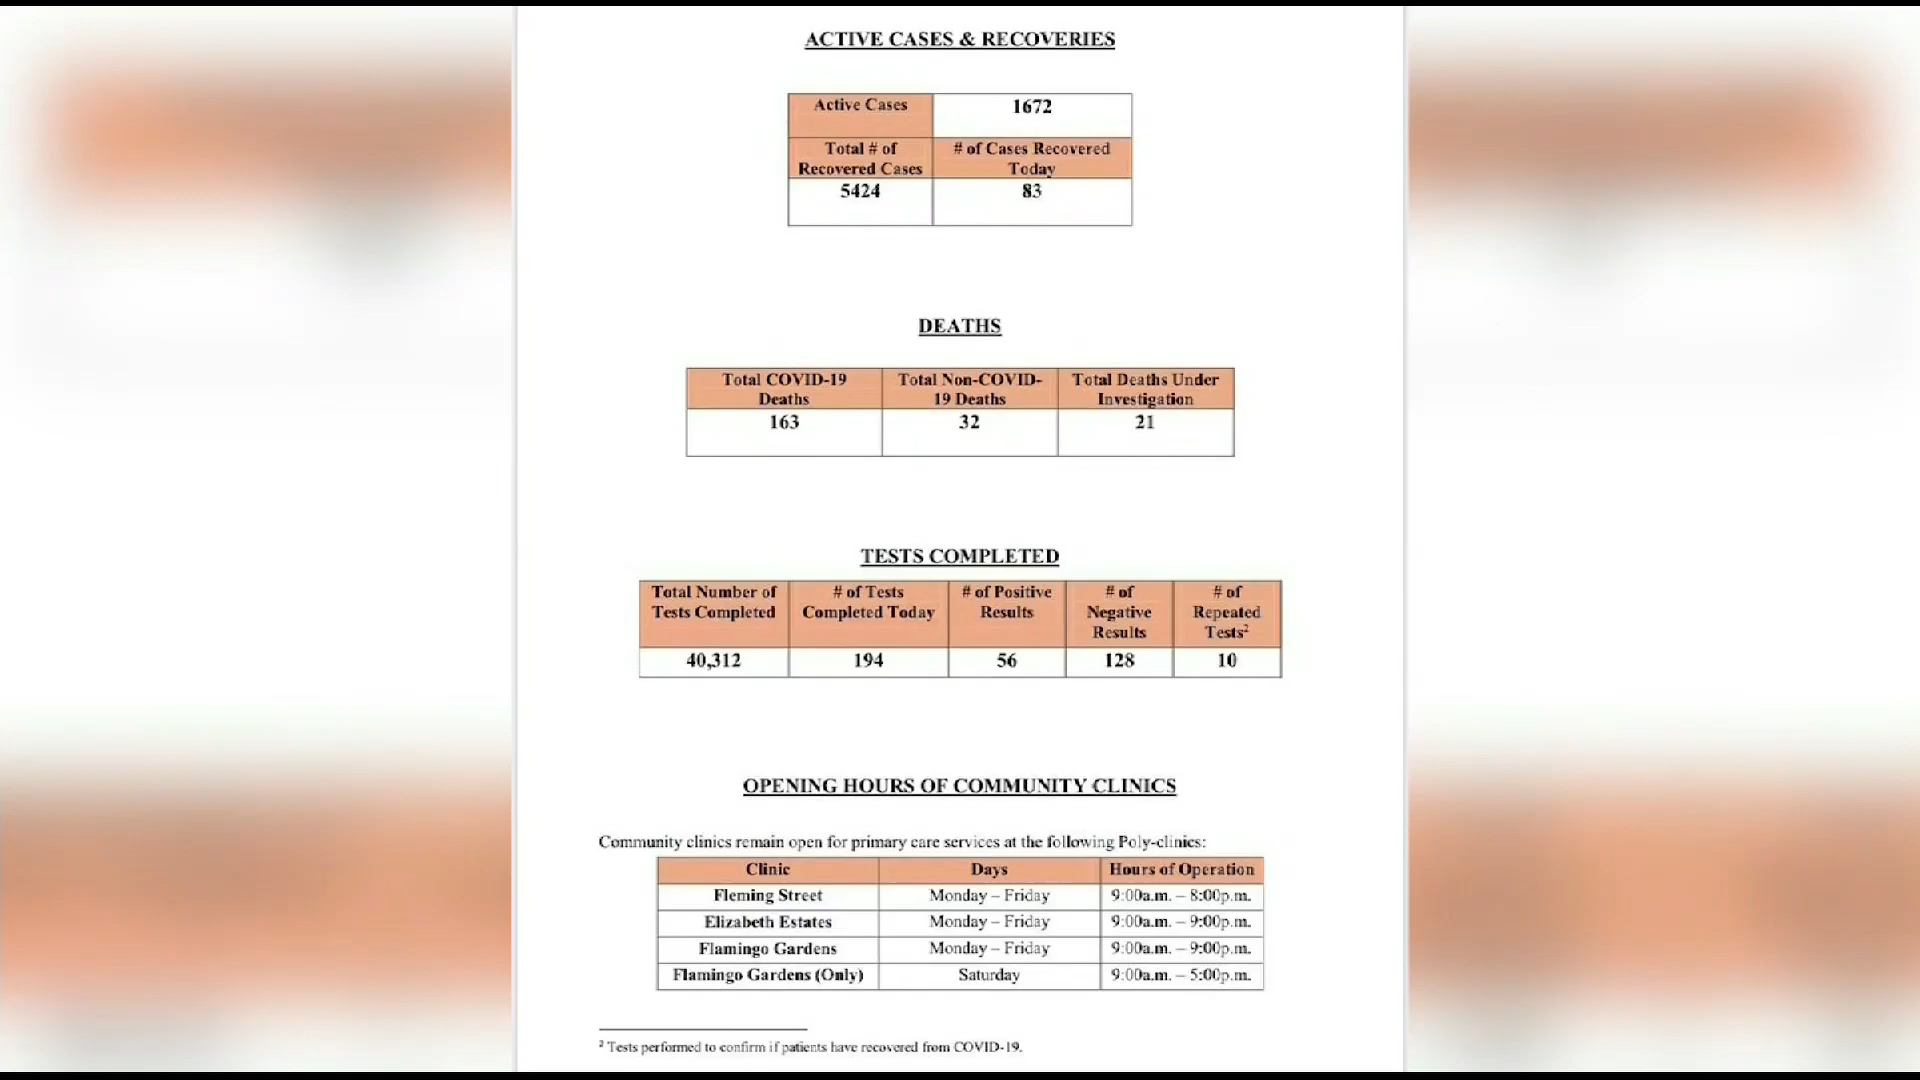 ACTIVE CASES & RECOVERIES
Active Cases 1672
Total # of # of Cases Recovered
Recovered Cases Today
5424 83
DEATHS
Total COVID-19 Total Non-COVID- Total Deaths Under
Deaths 19 Deaths Investigation
163 32 21
TESTS COMPLETED
Total Number of # of Tests # of Positive # of # of
Tests Completed Completed Today Results Negative Repeated
Results Tests²
40,312 194 56 128 10
OPENING HOURS OF COMMUNITY CLINICS
Community clinics remain open for primary care services at the following Poly-clinics:
Clinic Days Hours of Operation
Fleming Street Monday – Friday 9:00a.m. – 8:00p.m.
Elizabeth Estates Monday – Friday 9:00a.m. – 9:00p.m.
Flamingo Gardens Monday – Friday 9:00a.m. – 9:00p.m.
Flamingo Gardens (Only) Saturday 9:00a.m. – 5:00p.m.
² Tests performed to confirm if patients have recovered from COVID-19.